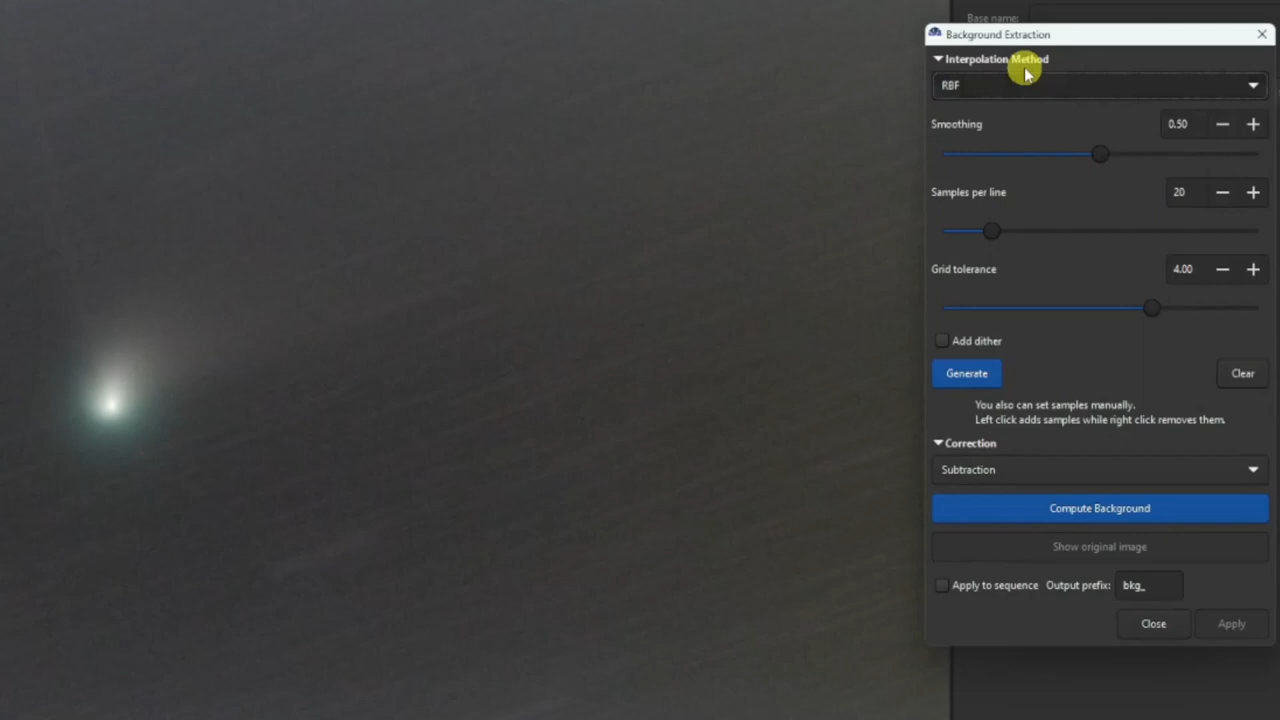 Base name:
Background Extraction
Interpolation Method
RBF
Smoothing 0.50
Samples per line 20
Grid tolerance 4.00
Add dither
Generate Clear
You also can set samples manually.
Left click adds samples while right click removes them.
Correction
Subtraction
Compute Background
Show original image
Apply to sequence Output prefix: bkg_
Close Apply